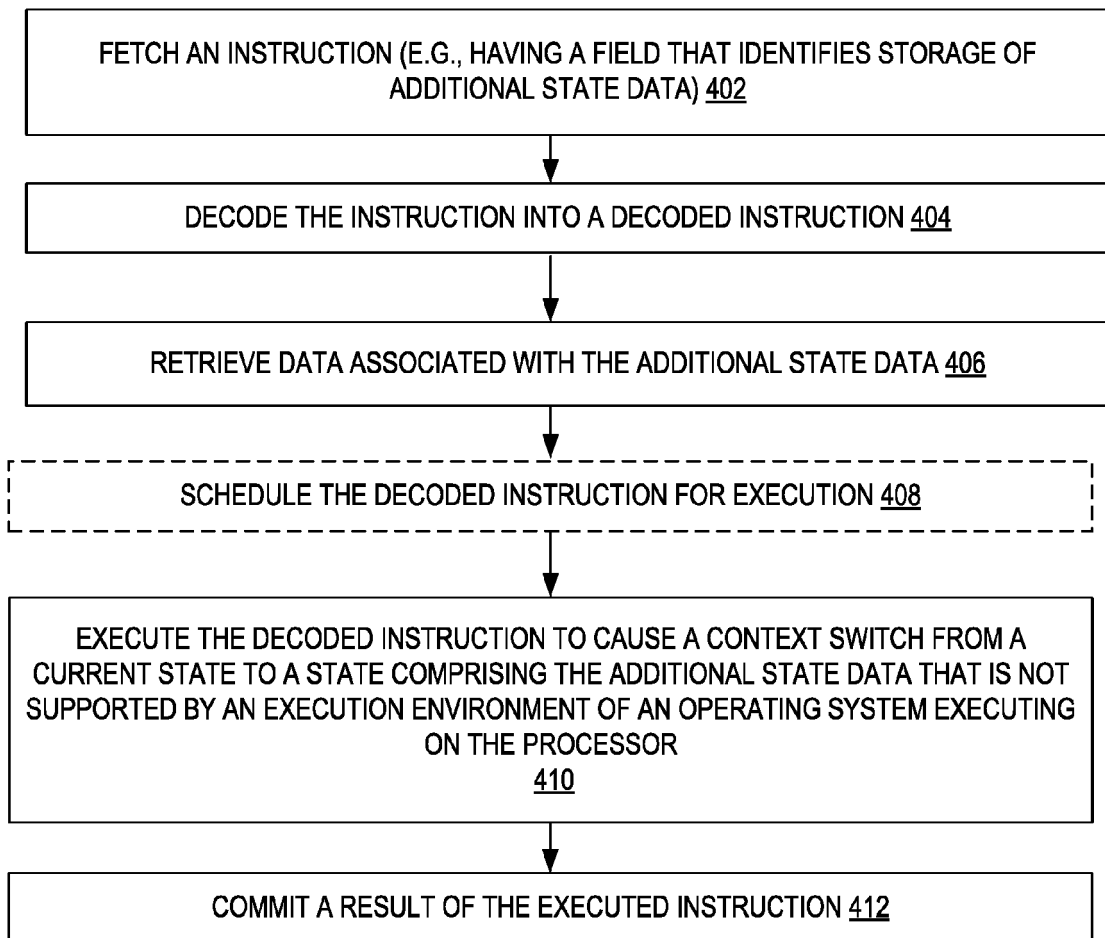 FETCH AN INSTRUCTION (E.G., HAVING A FIELD THAT IDENTIFIES STORAGE OF
ADDITIONAL STATE DATA) 402
DECODE THE INSTRUCTION INTO A DECODED INSTRUCTION 404
RETRIEVE DATA ASSOCIATED WITH THE ADDITIONAL STATE DATA 406
SCHEDULE THE DECODED INSTRUCTION FOR EXECUTION 408
EXECUTE THE DECODED INSTRUCTION TO CAUSE A CONTEXT SWITCH FROM A
CURRENT STATE TO A STATE COMPRISING THE ADDITIONAL STATE DATA THAT IS NOT
SUPPORTED BY AN EXECUTION ENVIRONMENT OF AN OPERATING SYSTEM EXECUTING
ON THE PROCESSOR
410
COMMIT A RESULT OF THE EXECUTED INSTRUCTION 412